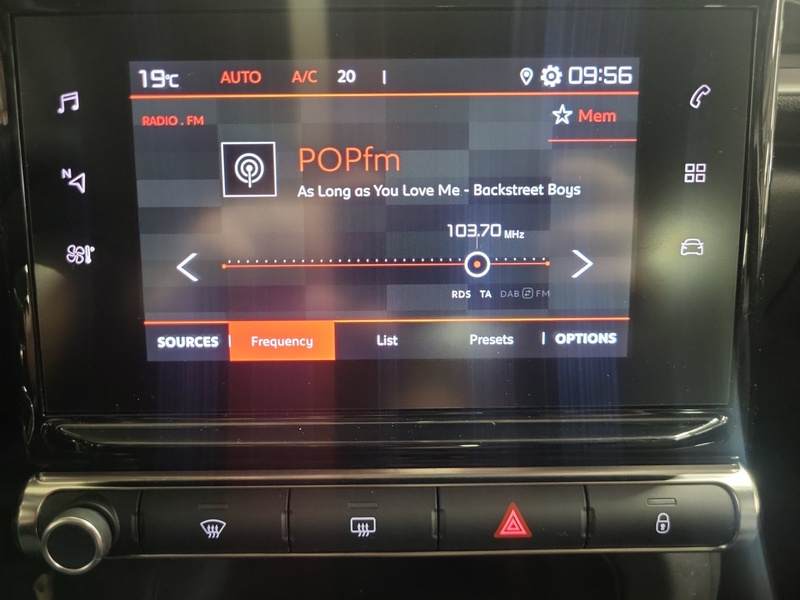 19°C AUTO A/C 20 09:56
RADIO . FM
Mem
POPfm
As Long as You Love Me - Backstreet Boys
103.70 MHz
RDS TA DAB FM
SOURCES Frequency List Presets OPTIONS
N